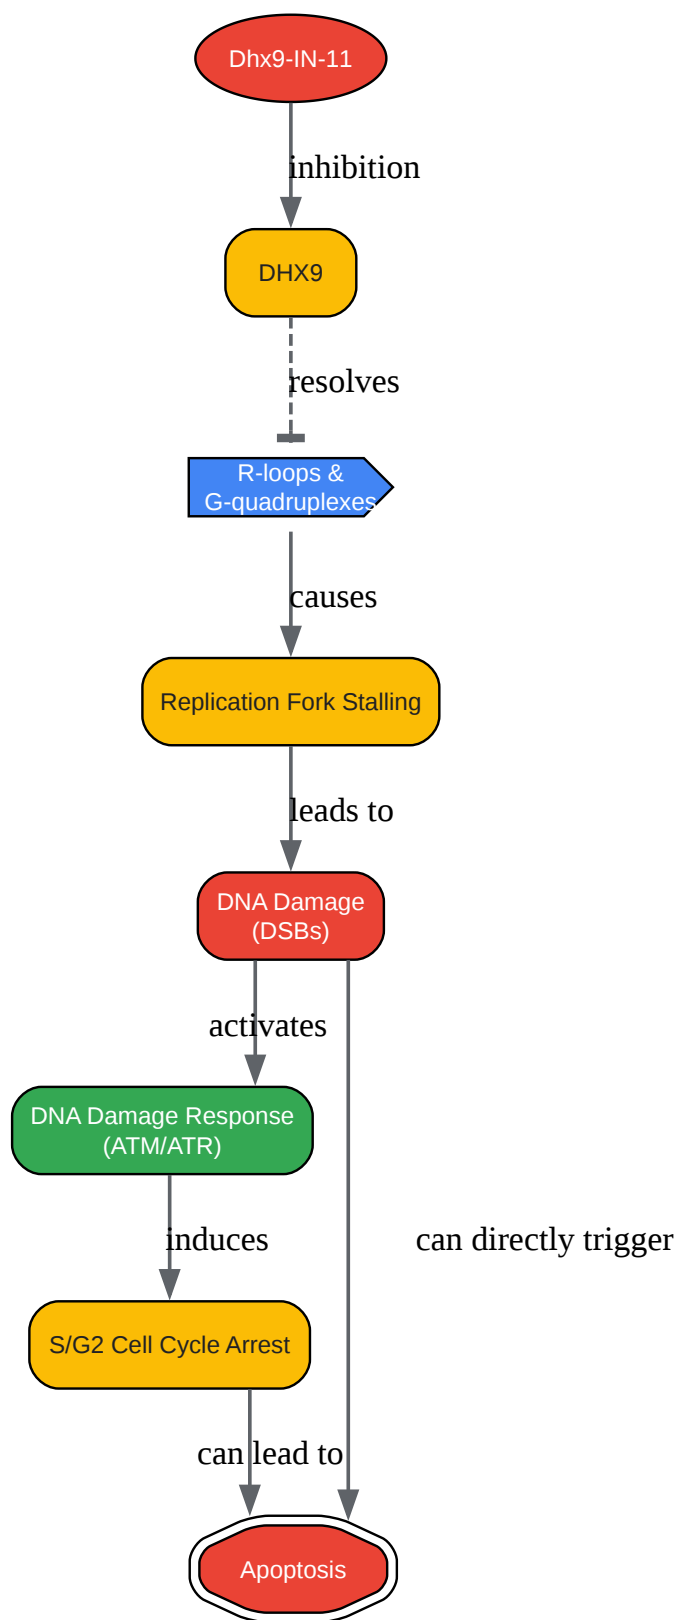 Dhx9-IN-11
inhibition
DHX9
resolves
R-loops &
G-quadruplexes
causes
Replication Fork Stalling
leads to
DNA Damage
(DSBs)
activates
DNA Damage Response
(ATM/ATR)
induces
can directly trigger
S/G2 Cell Cycle Arrest
can lead to
Apoptosis